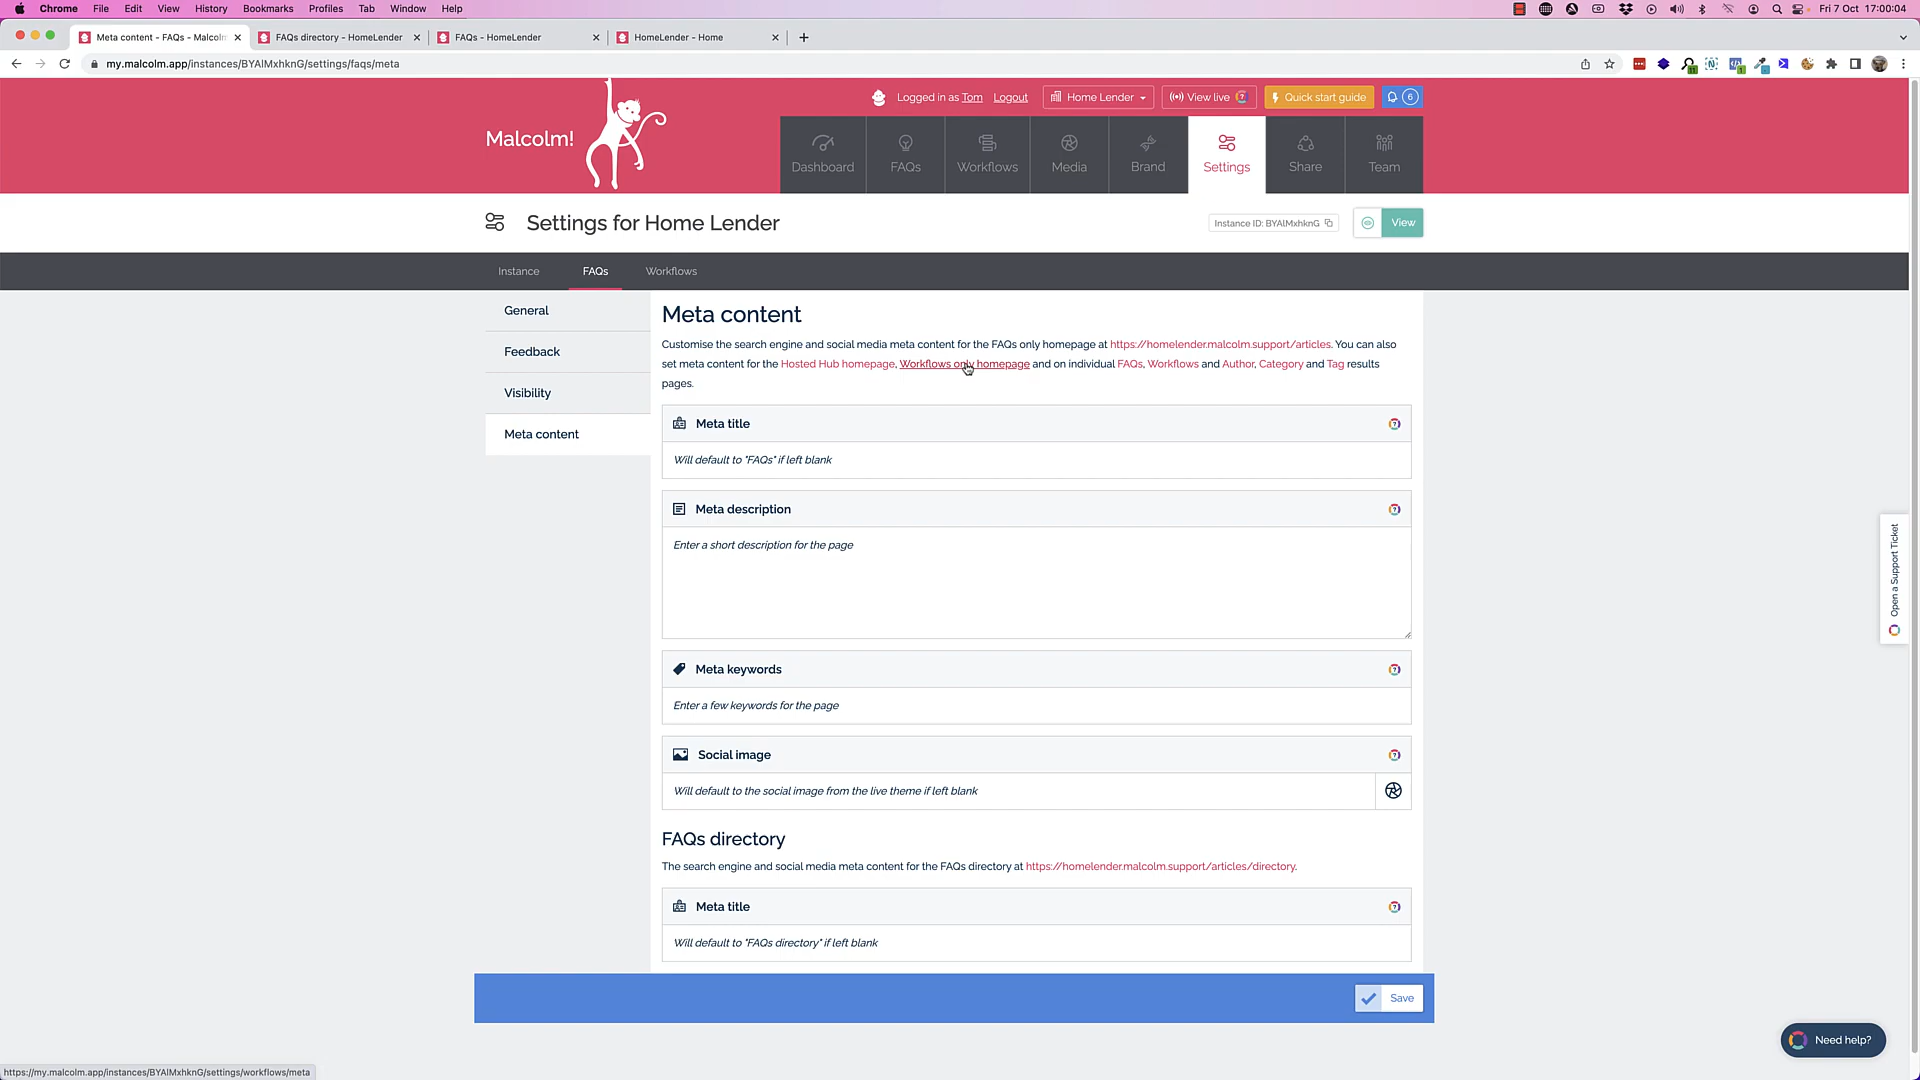 Chrome File Edit View History Bookmarks Profiles Tab Window Help Fri 7 Oct 17:00:04
Meta content - FAQs - Malcolm FAQs directory - HomeLender FAQs - HomeLender HomeLender - Home
my.malcolm.app/instances/BYAlMxhknG/settings/faqs/meta
Logged in as Tom Logout Home Lender View live Quick start guide 6
Malcolm!
Dashboard FAQs Workflows Media Brand Settings Share Team
Settings for Home Lender Instance ID: BYAlMxhknG View
Instance FAQs Workflows
General
Feedback
Visibility
Meta content
Meta content
Customise the search engine and social media meta content for the FAQs only homepage at https://homelender.malcolm.support/articles. You can also
set meta content for the Hosted Hub homepage, Workflows only homepage and on individual FAQs, Workflows and Author, Category and Tag results
pages.
Meta title
Will default to "FAQs" if left blank
Meta description
Enter a short description for the page
Meta keywords
Enter a few keywords for the page
Social image
Will default to the social image from the live theme if left blank
FAQs directory
The search engine and social media meta content for the FAQs directory at https://homelender.malcolm.support/articles/directory.
Meta title
Will default to "FAQs directory" if left blank
Save
Open a Support Ticket
Need help?
https://my.malcolm.app/instances/BYAlMxhknG/settings/workflows/meta